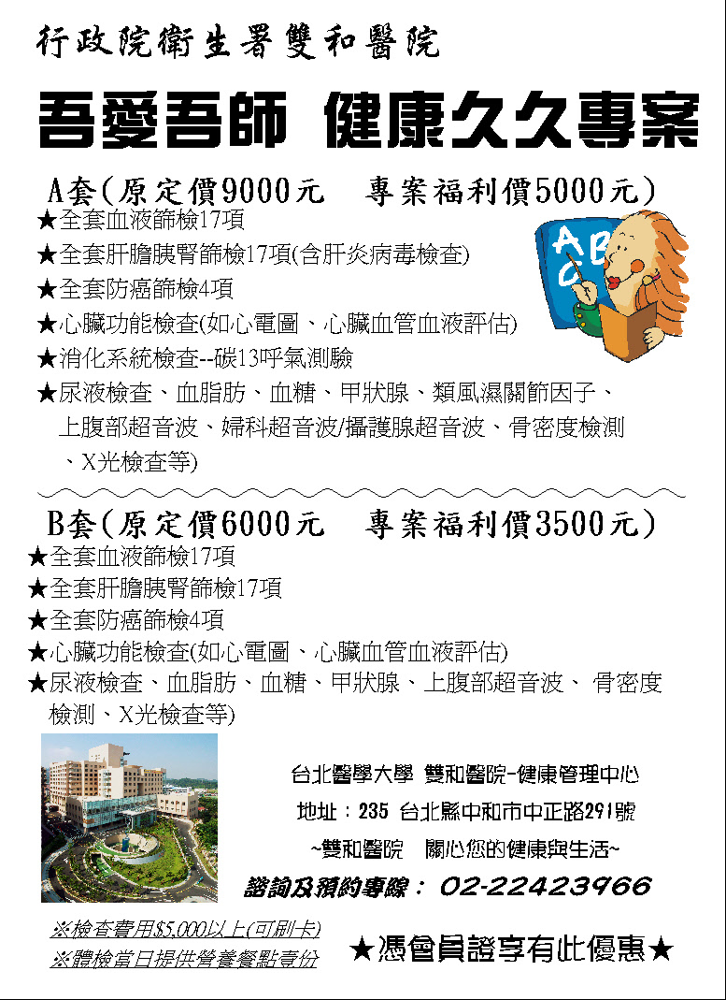 行政院衛生署雙和醫院
吾愛吾師 健康久久專案
A套(原定價9000元 專案福利價5000元)
★全套血液篩檢17項
★全套肝膽胰腎篩檢17項(含肝炎病毒檢查)
★全套防癌篩檢4項
★心臟功能檢查(如心電圖、心臟血管血液評估)
★消化系統檢查--碳13呼氣測驗
★尿液檢查、血脂肪、血糖、甲狀腺、類風濕關節因子、
上腹部超音波、婦科超音波/攝護腺超音波、骨密度檢測
、X光檢查等)
A B
C
B套(原定價6000元 專案福利價3500元)
★全套血液篩檢17項
★全套肝膽胰腎篩檢17項
★全套防癌篩檢4項
★心臟功能檢查(如心電圖、心臟血管血液評估)
★尿液檢查、血脂肪、血糖、甲狀腺、上腹部超音波、 骨密度
檢測、X光檢查等)
台北醫學大學 雙和醫院-健康管理中心
地址：235 台北縣中和市中正路291號
~雙和醫院 關心您的健康與生活~
諮詢及預約專線： 02-22423966
※檢查費用$5,000以上(可刷卡)
※體檢當日提供營養餐點壹份
★憑會員證享有此優惠★